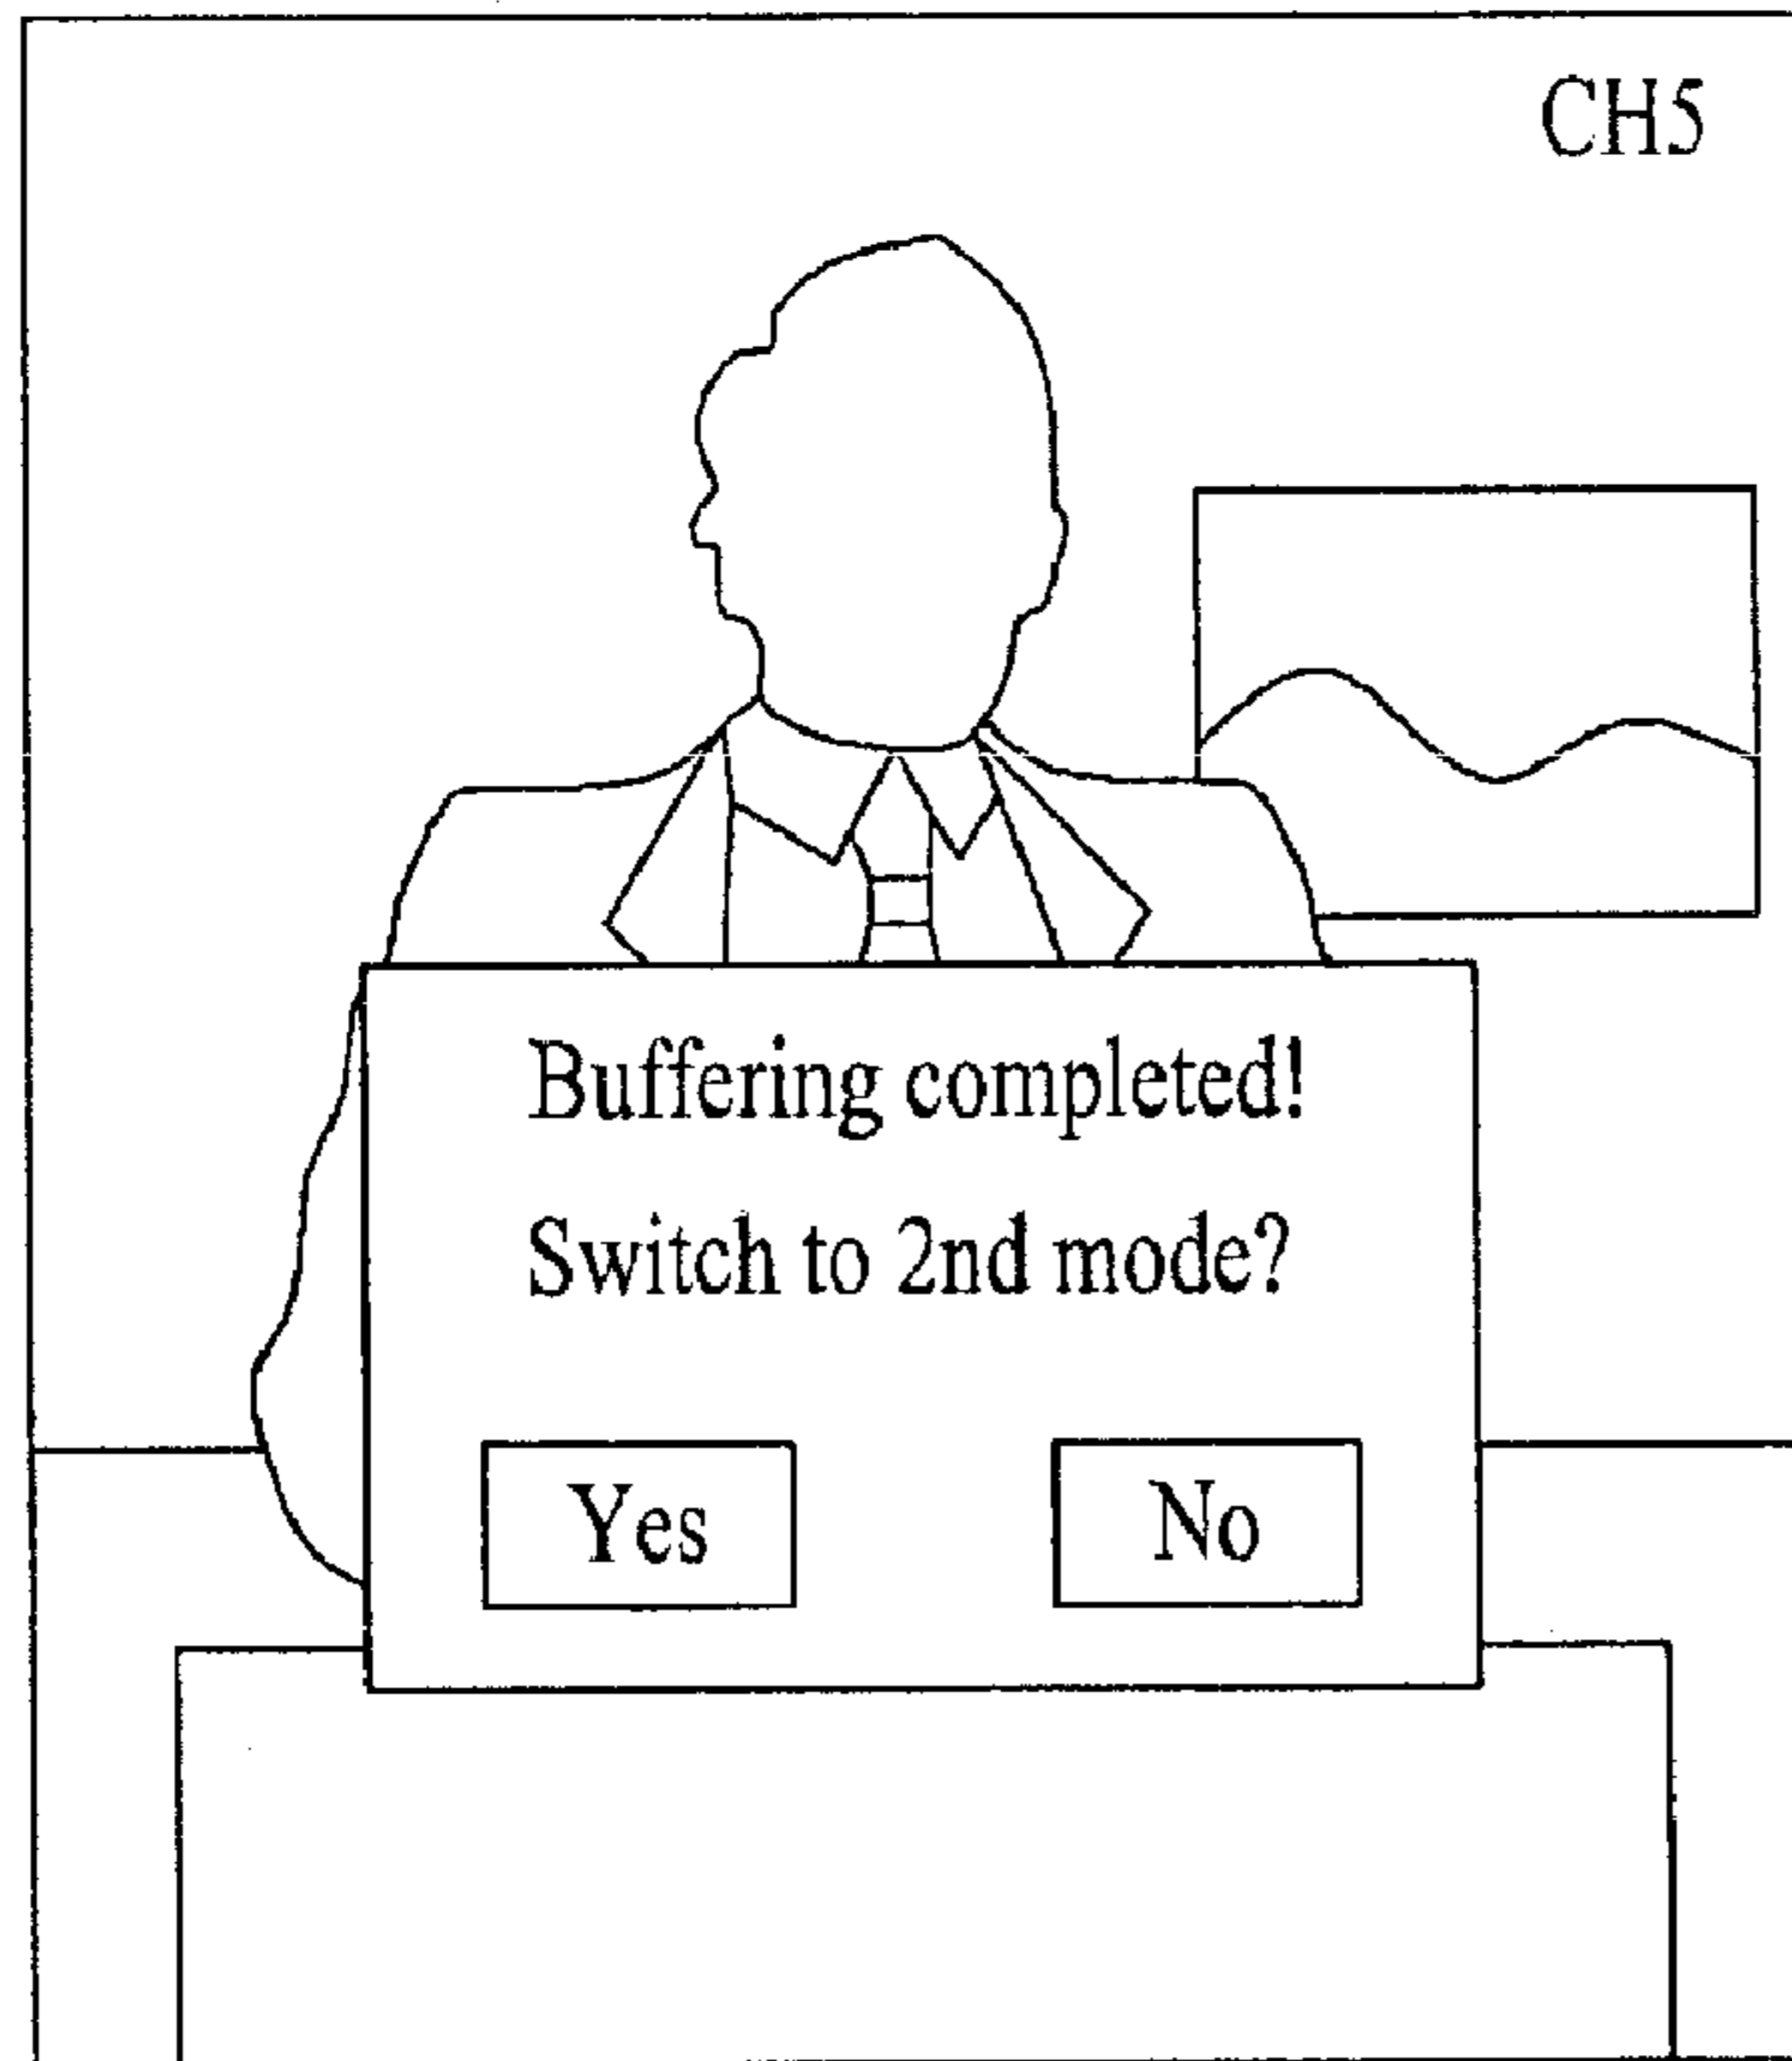 CH5
Buffering completed!
Switch to 2nd mode?
Yes No